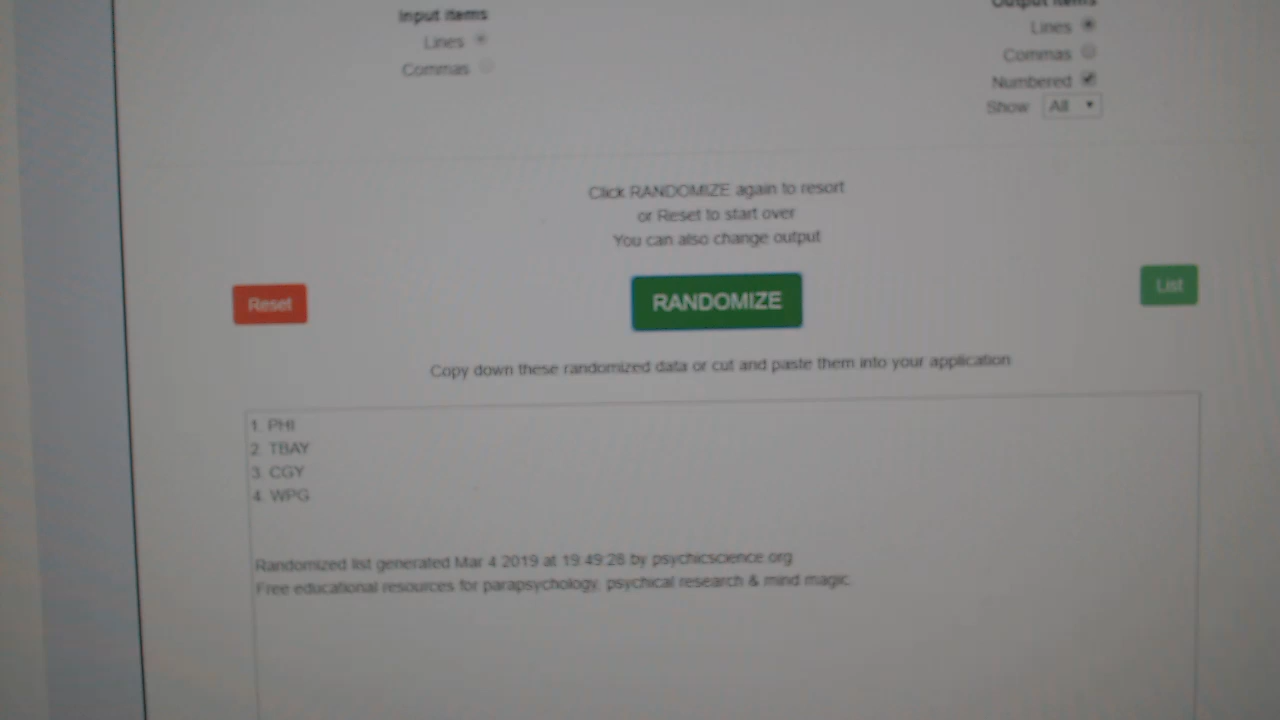 Input items
Output items
Lines
Lines
Commas
Commas
Numbered
Show All
Click RANDOMIZE again to resort
or Reset to start over
You can also change output
Reset
RANDOMIZE
List
Copy down these randomized data or cut and paste them into your application
1. PHI
2. TBAY
3. CGY
4. WPG
Randomized list generated Mar 4 2019 at 19:49:28 by psychicscience.org
Free educational resources for parapsychology, psychical research & mind magic.